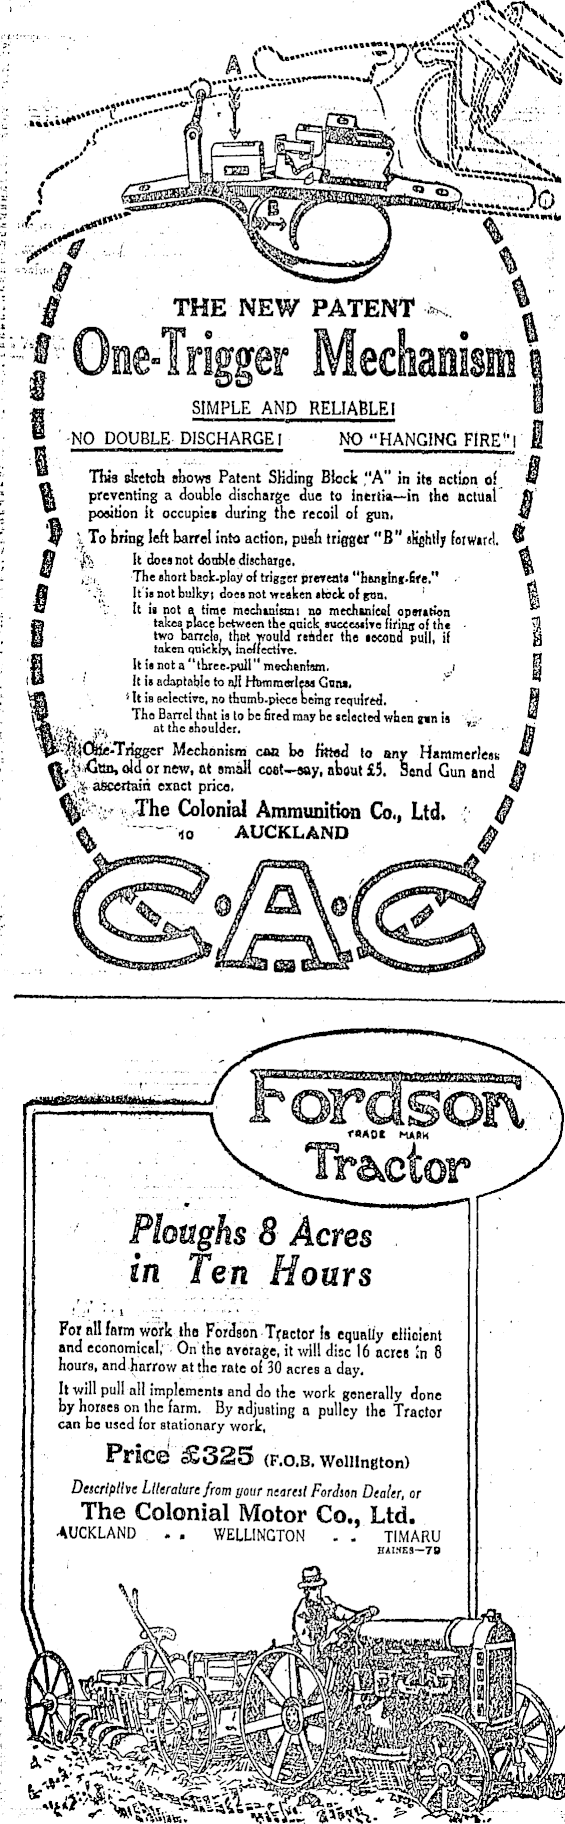 A
B
THE NEW PATENT
One-Trigger Mechanism
SIMPLE AND RELIABLE!
NO DOUBLE DISCHARGE! NO "HANGING FIRE"!
This sketch shows Patent Sliding Block "A" in its action of
preventing a double discharge due to inertia—in the actual
position it occupies during the recoil of gun.
To bring left barrel into action, push trigger "B" slightly forward.
It does not double discharge.
The short back-play of trigger prevents "hanging-fire."
It is not bulky; does not weaken stock of gun.
It is not a time mechanism; no mechanical operation
takes place between the quick successive firing of the
two barrels, that would render the second pull, if
taken quickly, ineffective.
It is not a "three-pull" mechanism.
It is adaptable to all Hammerless Guns.
It is selective, no thumb-piece being required.
The Barrel that is to be fired may be selected when gun is
at the shoulder.
One-Trigger Mechonism can be fitted to any Hammerless
Gun, old or new, at small cost—say, about £5. Send Gun and
ascertain exact price.
The Colonial Ammunition Co., Ltd.
10 AUCKLAND
C·A·C
Fordson
TRADE MARK
Tractor
Ploughs 8 Acres
in Ten Hours
For all farm work the Fordson Tractor is equally efficient
and economical. On the average, it will disc 16 acres in 8
hours, and harrow at the rate of 30 acres a day.
It will pull all implements and do the work generally done
by horses on the farm. By adjusting a pulley the Tractor
can be used for stationary work.
Price £325 (F.O.B. Wellington)
Descriptive Literature from your nearest Fordson Dealer, or
The Colonial Motor Co., Ltd.
AUCKLAND . . WELLINGTON . . TIMARU
HAINES—79